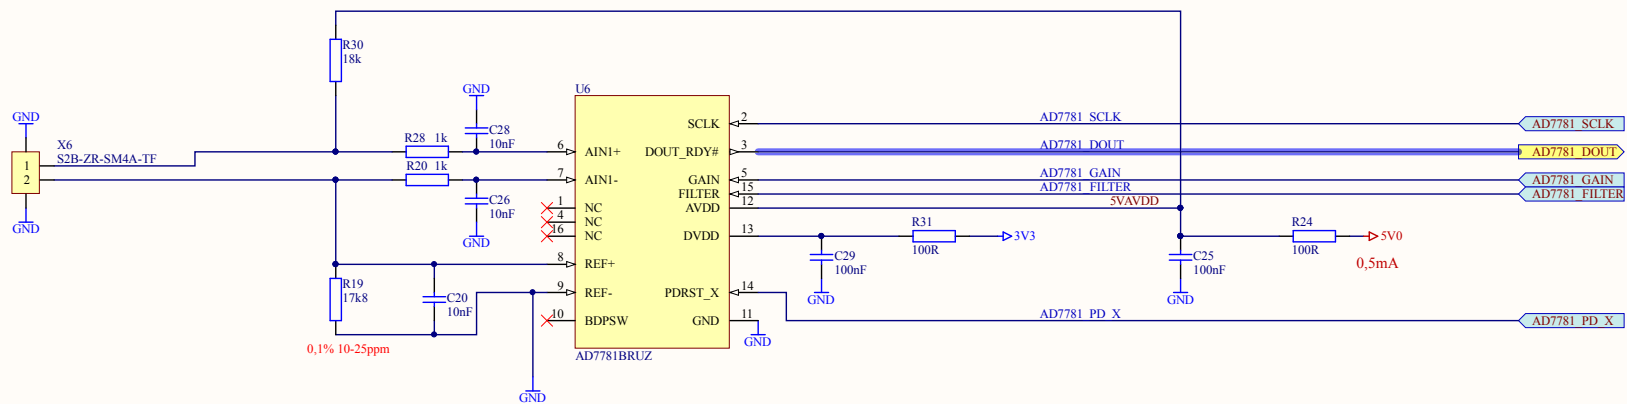 R30
18k
GND
X6
S2B-ZR-SM4A-TF
1
2
GND
R28 1k
R20 1k
GND
C28
10nF
C26
10nF
GND
R19
17k8
C20
10nF
0,1% 10-25ppm
GND
U6
6 AIN1+
7 AIN1-
1 NC
4 NC
16 NC
8 REF+
9 REF-
10 BDPSW
SCLK 2
DOUT_RDY# 3
GAIN 5
FILTER 15
AVDD 12
DVDD 13
PDRST_X 14
GND 11
AD7781BRUZ
GND
AD7781_SCLK
AD7781_DOUT
AD7781_GAIN
AD7781_FILTER
5VAVDD
C29
100nF
GND
R31
100R
3V3
AD7781_PD_X
C25
100nF
GND
R24
100R
5V0
0,5mA
AD7781_SCLK
AD7781_DOUT
AD7781_GAIN
AD7781_FILTER
AD7781_PD_X